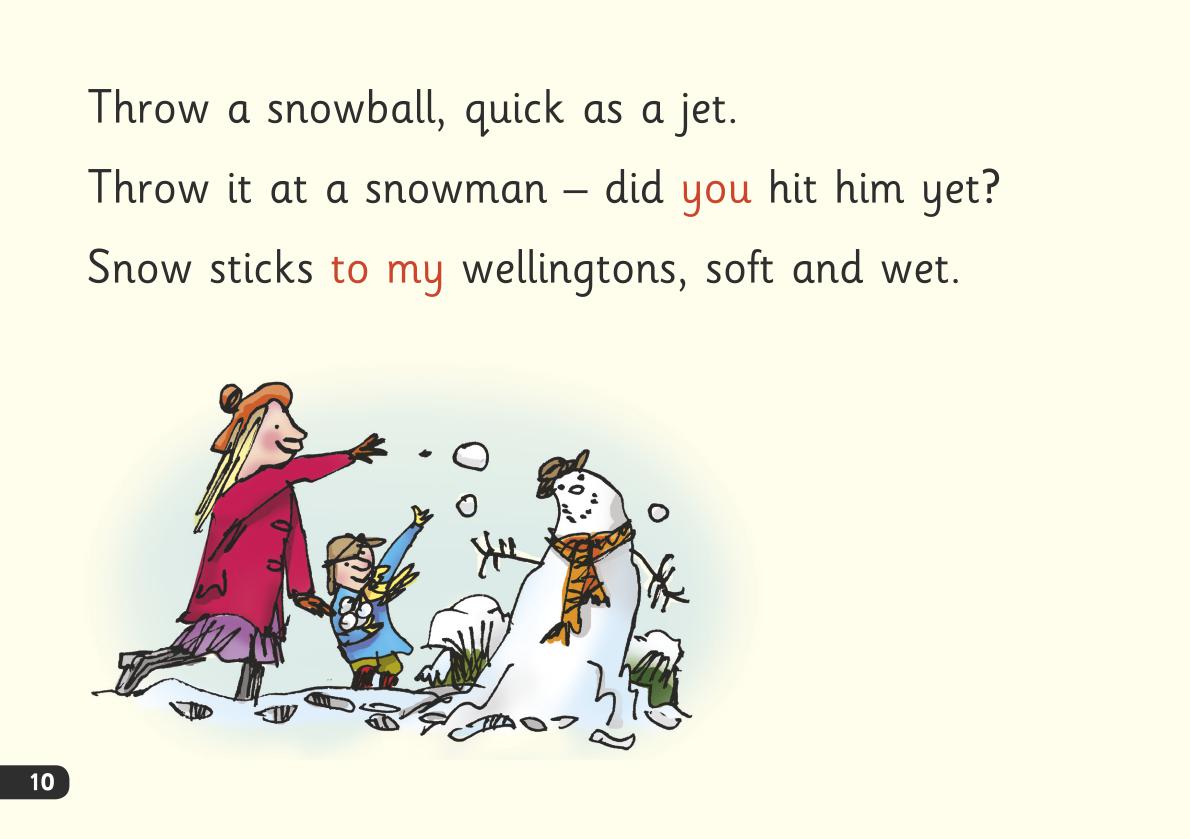 Throw a snowball, quick as a jet.
Throw it at a snowman – did you hit him yet?
Snow sticks to my wellingtons, soft and wet.
10